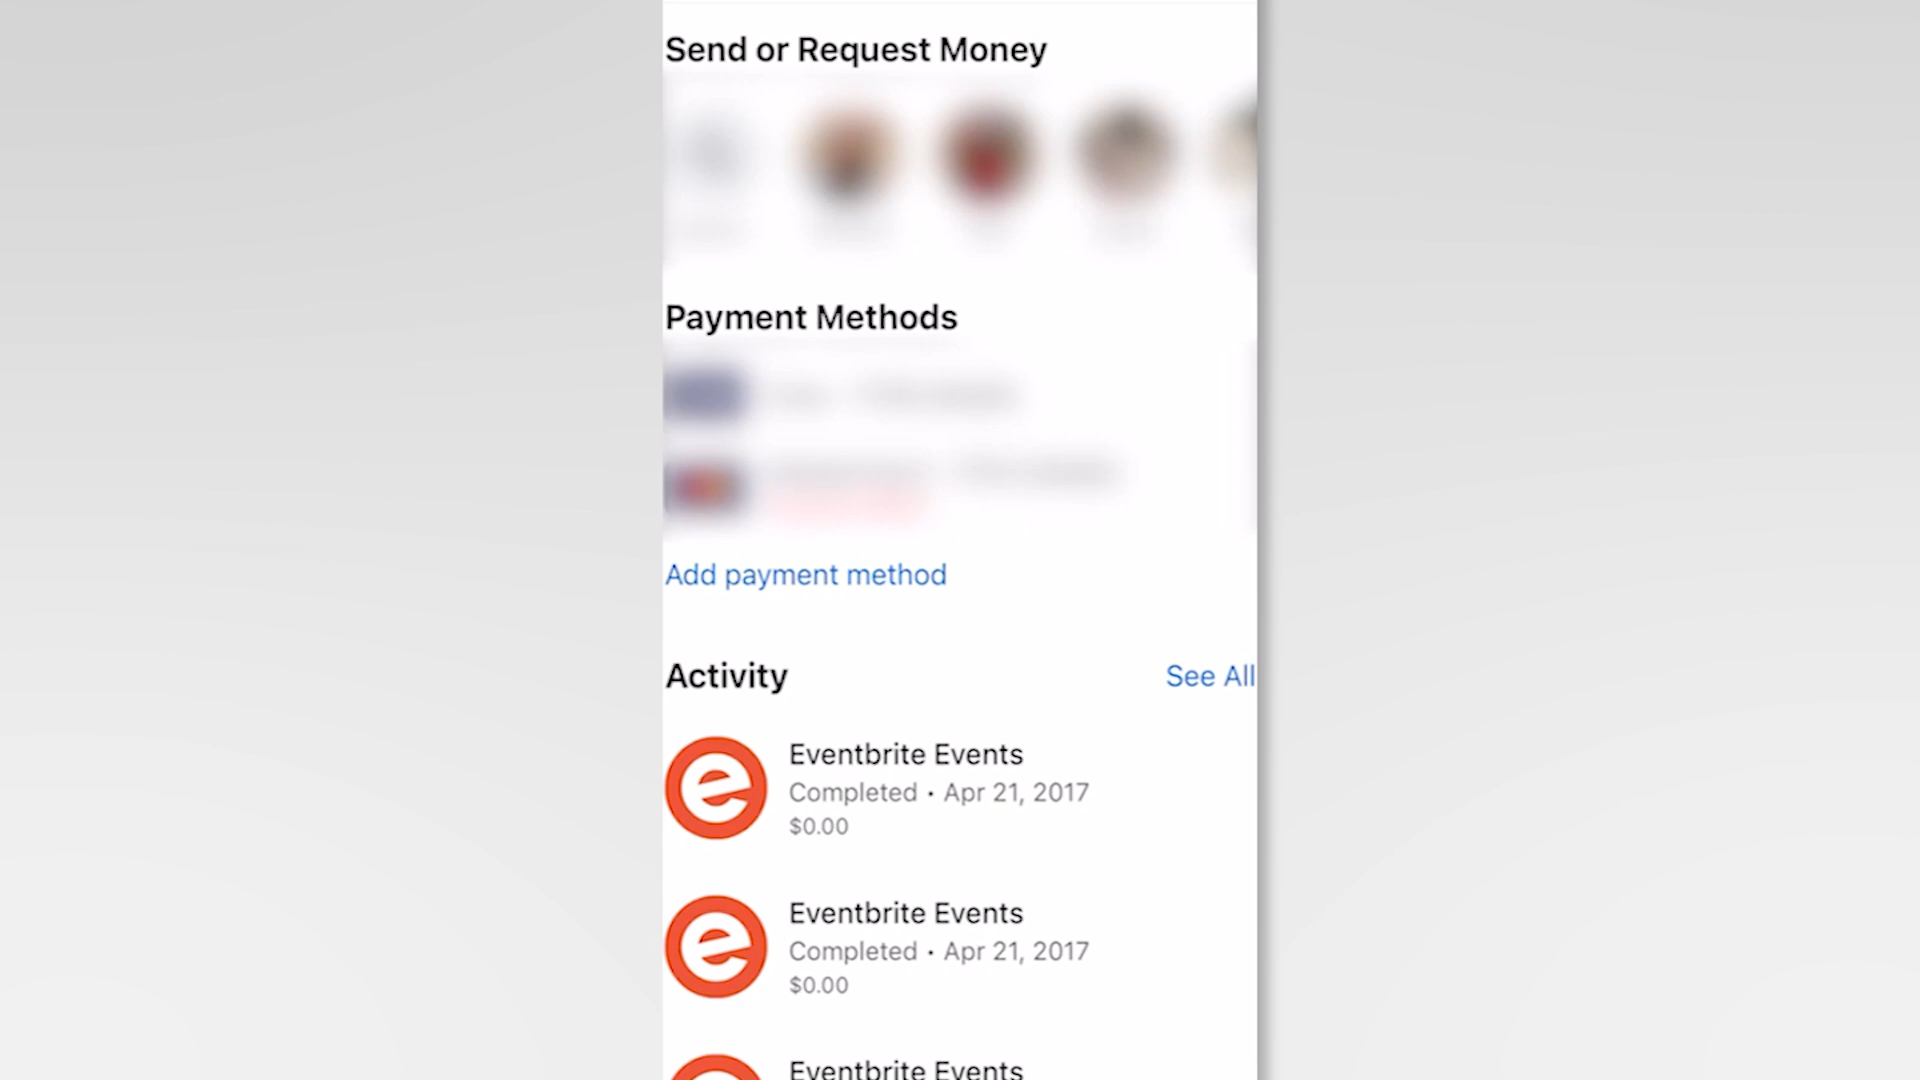 Send or Request Money
Payment Methods
Add payment method
Activity
See All
Eventbrite Events
Completed • Apr 21, 2017
$0.00
Eventbrite Events
Completed • Apr 21, 2017
$0.00
Eventbrite Events